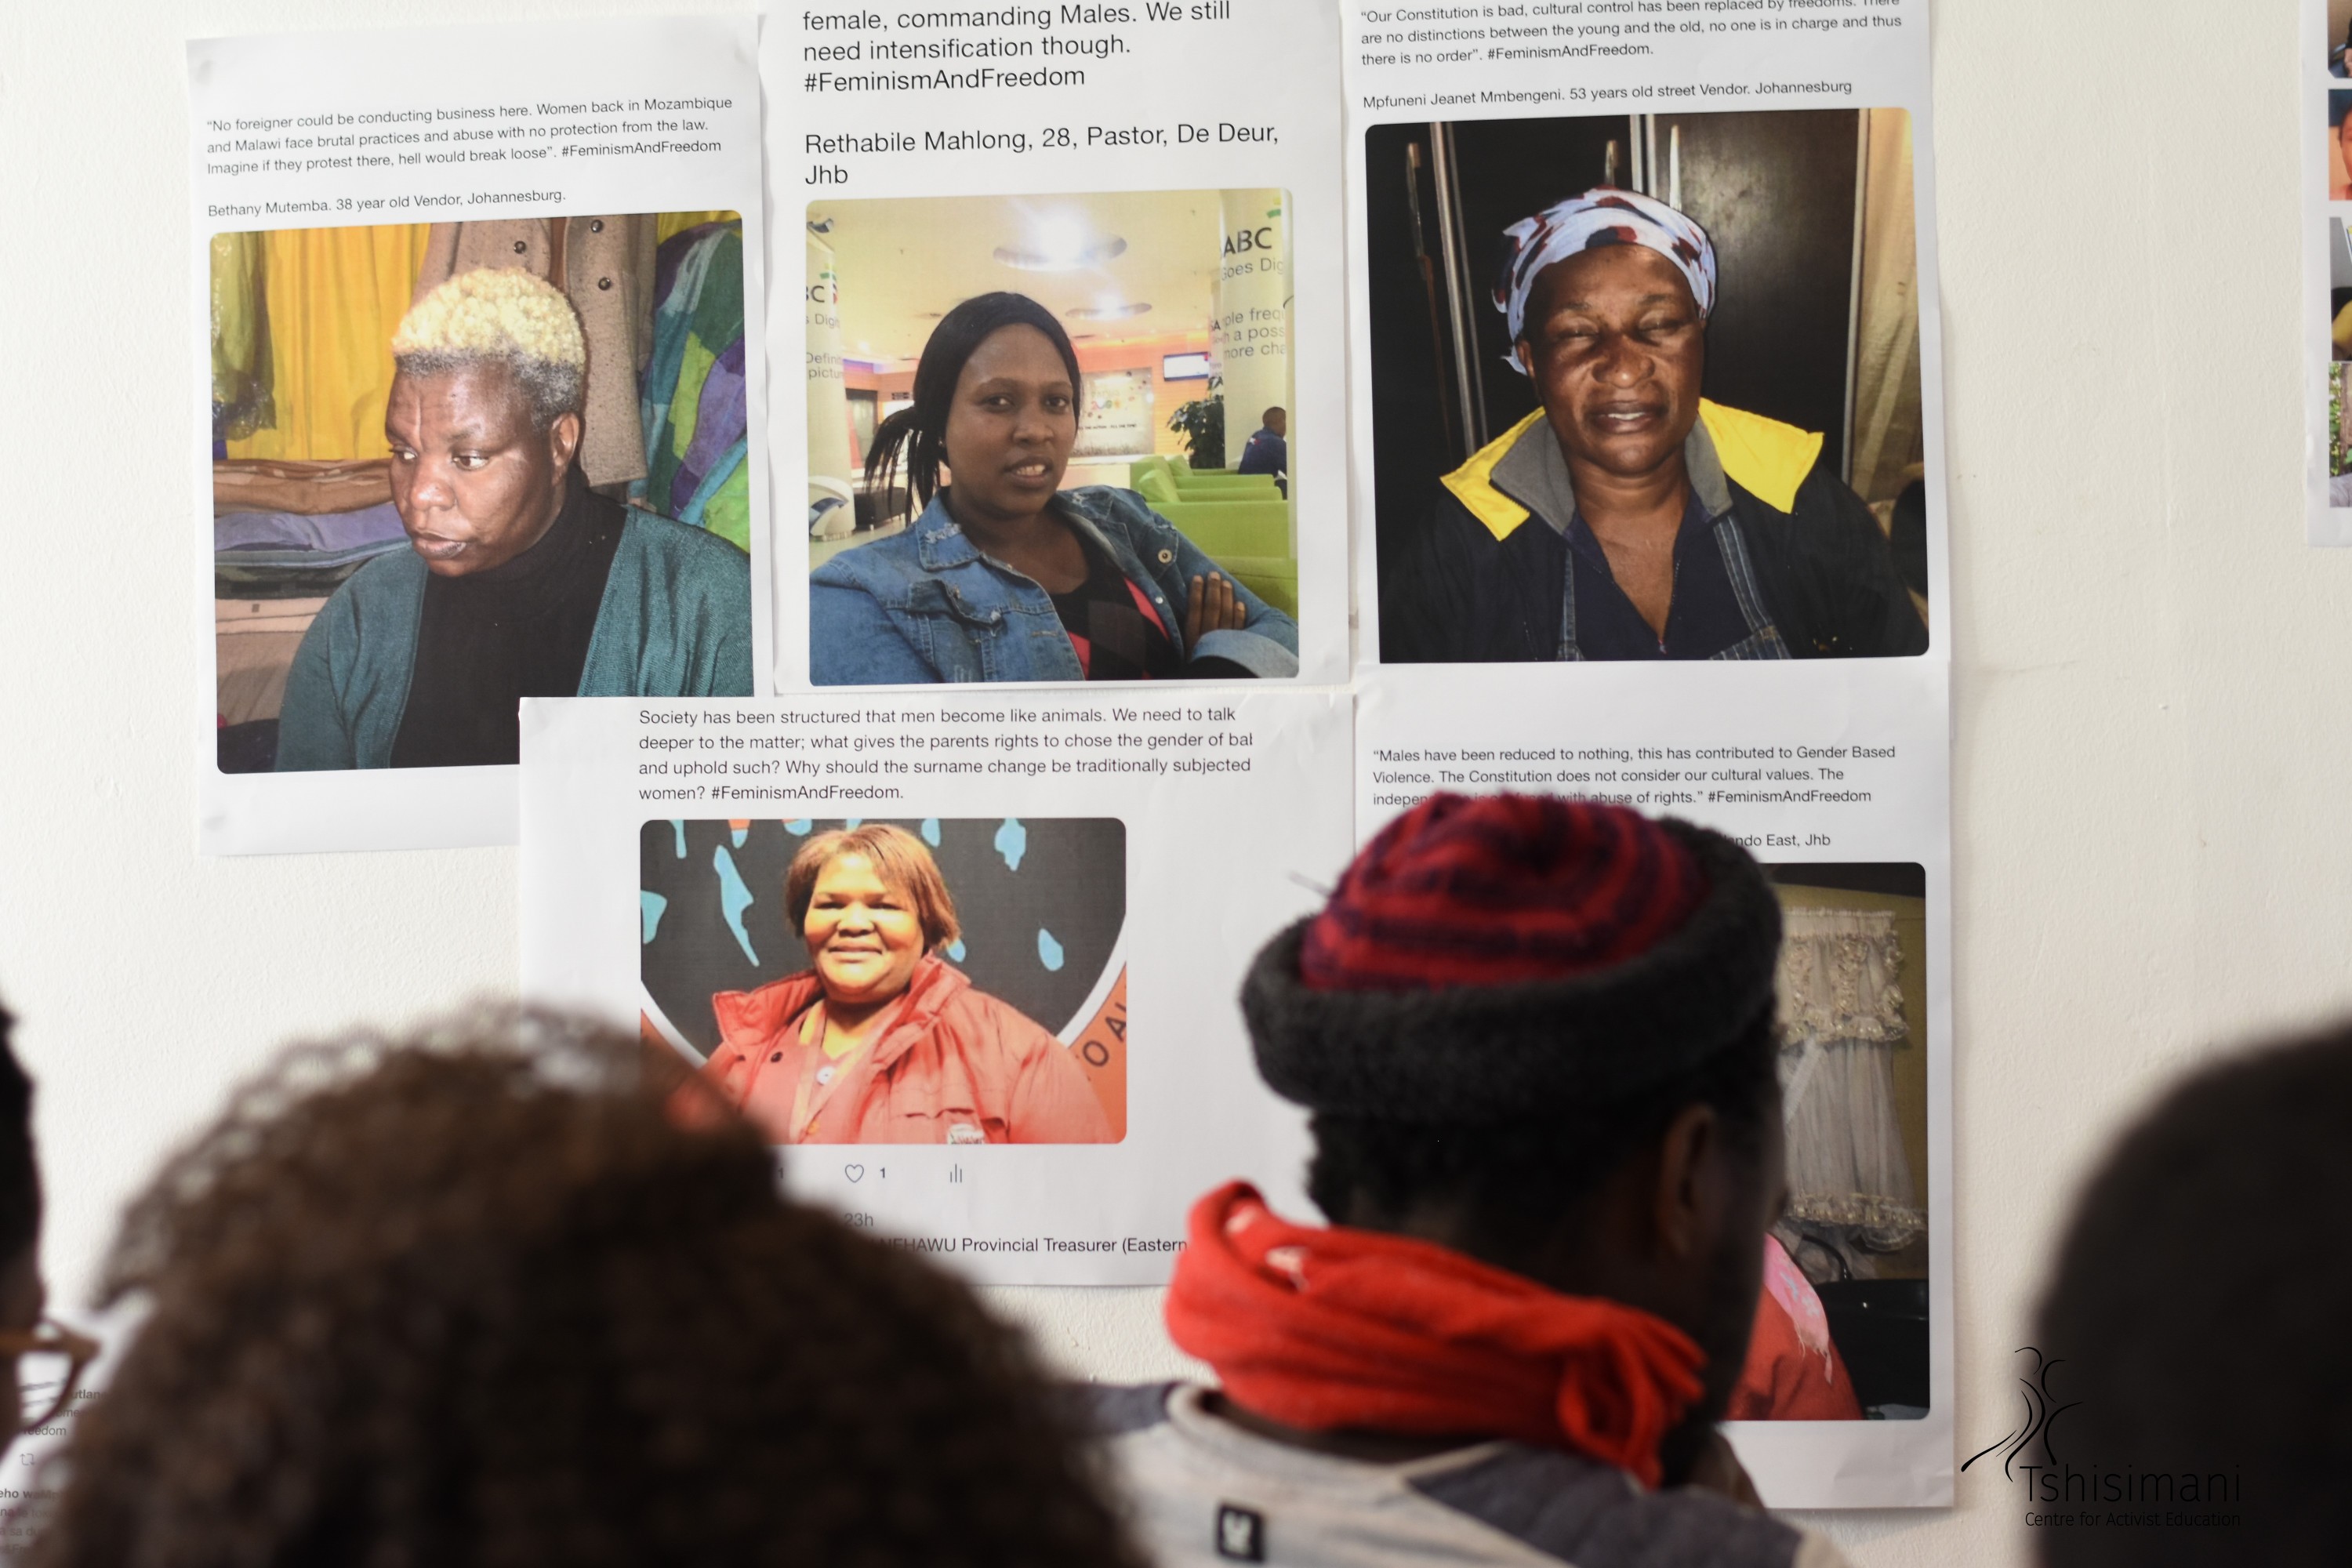 "No foreigner could be conducting business here. Women back in Mozambique
and Malawi face brutal practices and abuse with no protection from the law.
Imagine if they protest there, hell would break loose". #FeminismAndFreedom
Bethany Mutemba. 38 year old Vendor, Johannesburg.
female, commanding Males. We still
need intensification though.
#FeminismAndFreedom
Rethabile Mahlong, 28, Pastor, De Deur,
Jhb
ABC
Goes Dig
"Our Constitution is bad, cultural control has been replaced by freedoms. There
are no distinctions between the young and the old, no one is in charge and thus
there is no order". #FeminismAndFreedom.
Mpfuneni Jeanet Mmbengeni. 53 years old street Vendor. Johannesburg
Society has been structured that men become like animals. We need to talk
deeper to the matter; what gives the parents rights to chose the gender of bal
and uphold such? Why should the surname change be traditionally subjected
women? #FeminismAndFreedom.
1
23h
NEHAWU Provincial Treasurer (Eastern
"Males have been reduced to nothing, this has contributed to Gender Based
Violence. The Constitution does not consider our cultural values. The
with abuse of rights." #FeminismAndFreedom
East, Jhb
Tshisimani
Centre for Activist Education